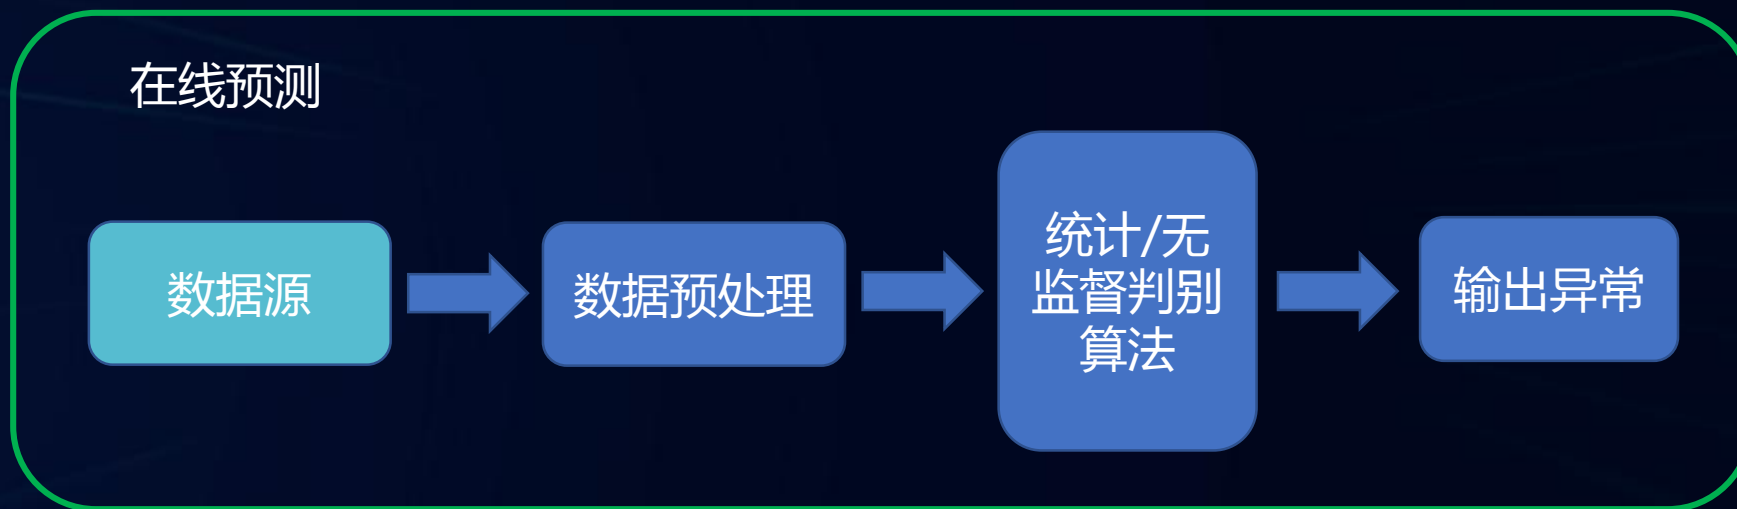 在线预测
数据源
数据预处理
统计/无
监督判别
算法
输出异常